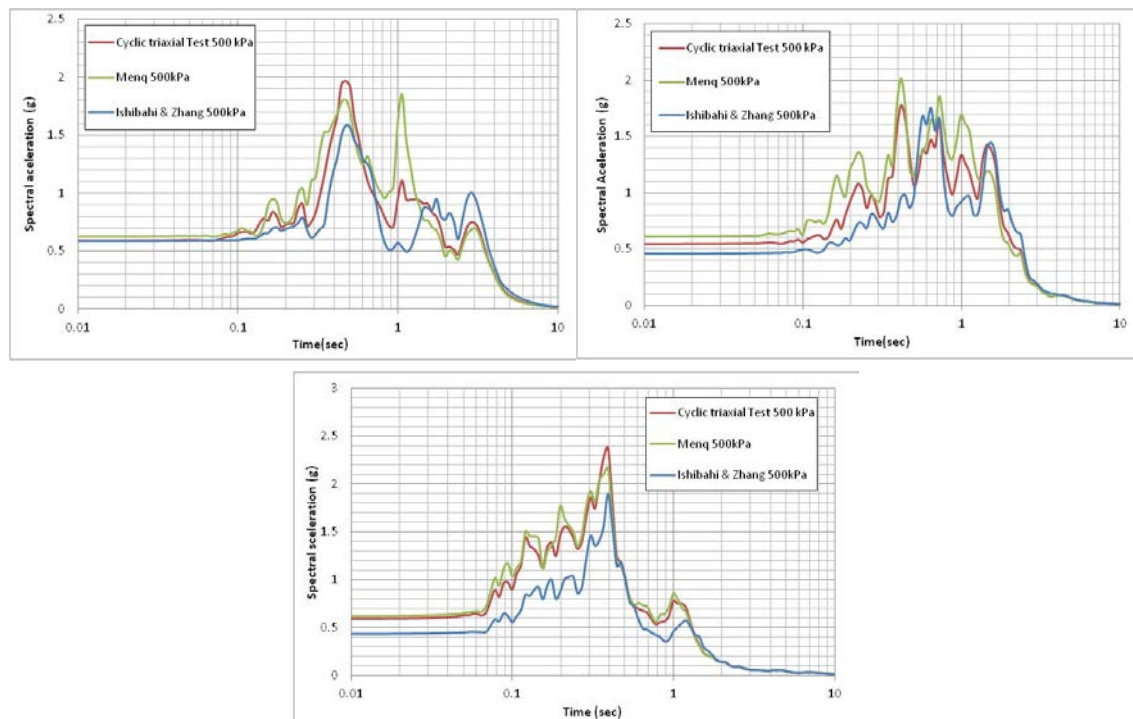 2.5
2
1.5
1
0.5
0
0.01
0.1
1
10
Spectral aceleration (g)
Time(sec)
Cyclic triaxial Test 500 kPa
Menq 500kPa
Ishibahi & Zhang 500kPa
2.5
2
1.5
1
0.5
0
0.01
0.1
1
10
Spectral Aceleration (g)
Time(sec)
Cyclic triaxial Test 500 kPa
Menq 500kPa
Ishibahi & Zhang 500kPa
3
2.5
2
1.5
1
0.5
0
0.01
0.1
1
10
Spectral sceleration (g)
Time (sec)
Cyclic triaxial Test 500 kPa
Menq 500kPa
Ishibahi & Zhang 500kPa